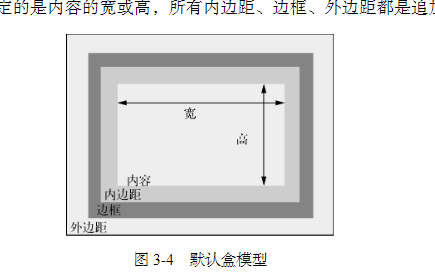 定的是内容的宽或高，所有内边距、边框、外边距都是追加
宽
高
内容
内边距
边框
外边距
图 3-4 默认盒模型